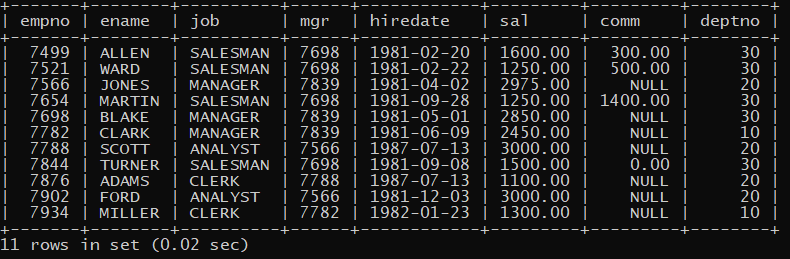 +-------+--------+----------+------+------------+---------+---------+--------+
| empno | ename  | job      | mgr  | hiredate   | sal     | comm    | deptno |
+-------+--------+----------+------+------------+---------+---------+--------+
|  7499 | ALLEN  | SALESMAN | 7698 | 1981-02-20 | 1600.00 |  300.00 |     30 |
|  7521 | WARD   | SALESMAN | 7698 | 1981-02-22 | 1250.00 |  500.00 |     30 |
|  7566 | JONES  | MANAGER  | 7839 | 1981-04-02 | 2975.00 |    NULL |     20 |
|  7654 | MARTIN | SALESMAN | 7698 | 1981-09-28 | 1250.00 | 1400.00 |     30 |
|  7698 | BLAKE  | MANAGER  | 7839 | 1981-05-01 | 2850.00 |    NULL |     30 |
|  7782 | CLARK  | MANAGER  | 7839 | 1981-06-09 | 2450.00 |    NULL |     10 |
|  7788 | SCOTT  | ANALYST  | 7566 | 1987-07-13 | 3000.00 |    NULL |     20 |
|  7844 | TURNER | SALESMAN | 7698 | 1981-09-08 | 1500.00 |    0.00 |     30 |
|  7876 | ADAMS  | CLERK    | 7788 | 1987-07-13 | 1100.00 |    NULL |     20 |
|  7902 | FORD   | ANALYST  | 7566 | 1981-12-03 | 3000.00 |    NULL |     20 |
|  7934 | MILLER | CLERK    | 7782 | 1982-01-23 | 1300.00 |    NULL |     10 |
+-------+--------+----------+------+------------+---------+---------+--------+
11 rows in set (0.02 sec)